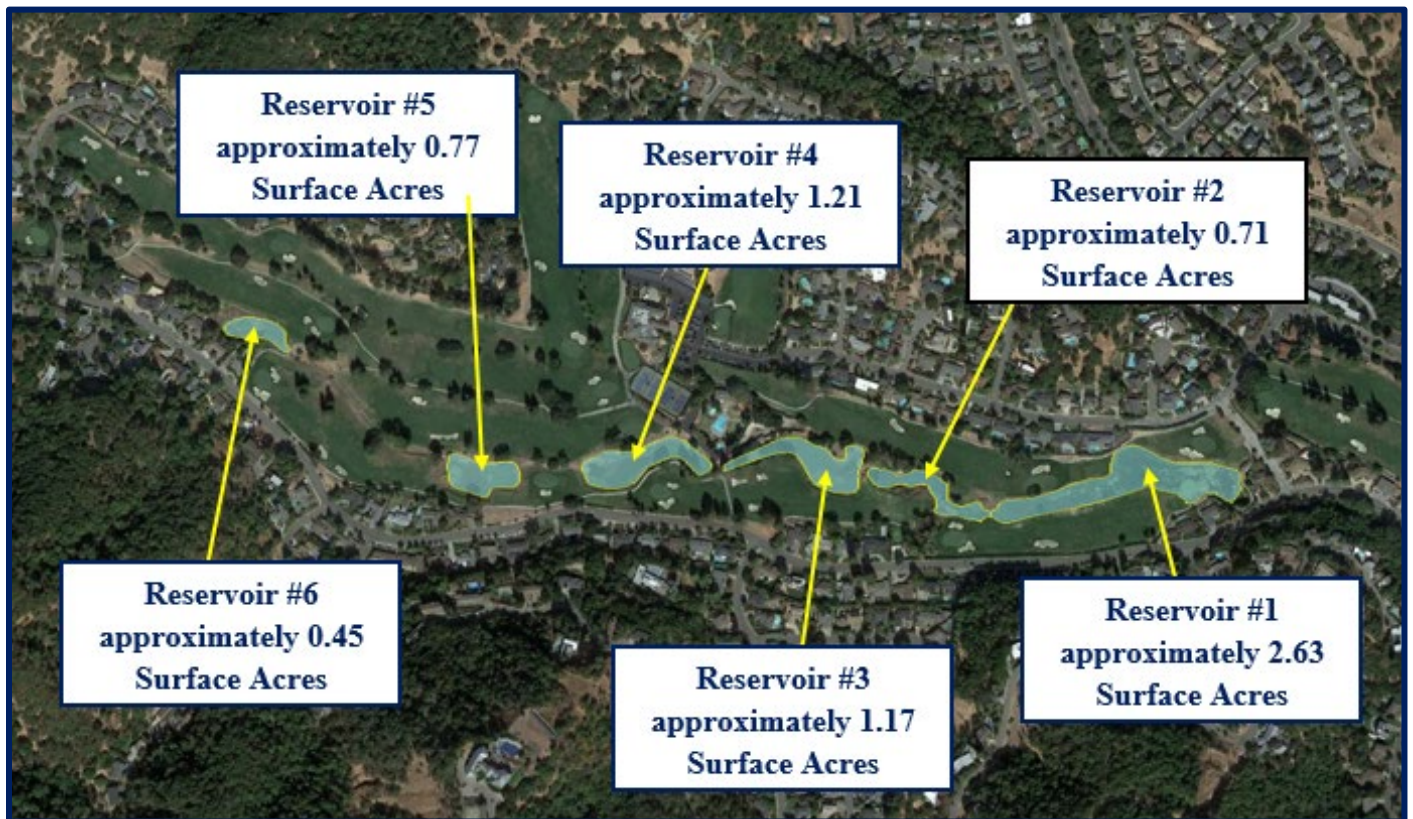 Reservoir #5
approximately 0.77
Surface Acres
Reservoir #4
approximately 1.21
Surface Acres
Reservoir #2
approximately 0.71
Surface Acres
Reservoir #6
approximately 0.45
Surface Acres
Reservoir #3
approximately 1.17
Surface Acres
Reservoir #1
approximately 2.63
Surface Acres